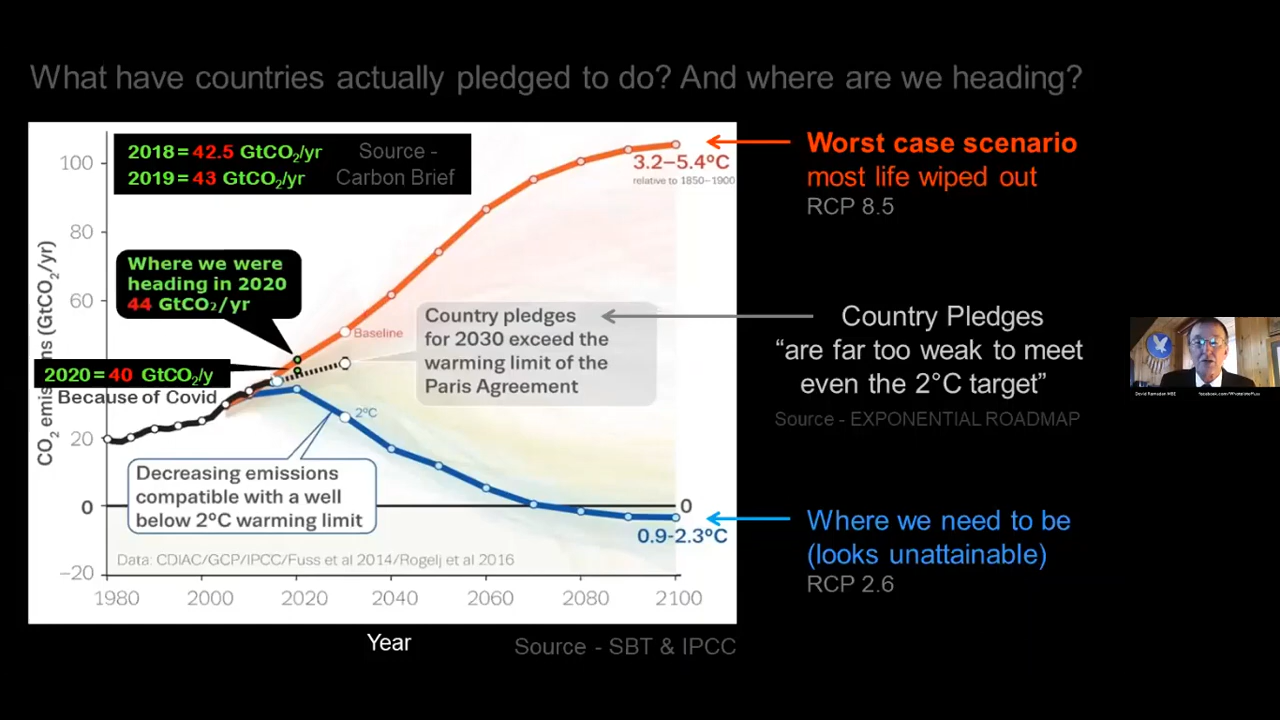 What have countries actually pledged to do? And where are we heading?
2018 = 42.5 GtCO₂/yr
2019 = 43 GtCO₂/yr
Source -
Carbon Brief
3.2–5.4°C
relative to 1850–1900
Worst case scenario
most life wiped out
RCP 8.5
Where we were
heading in 2020
44 GtCO₂/yr
Baseline
Country pledges
for 2030 exceed the
warming limit of the
Paris Agreement
Country Pledges
“are far too weak to meet
even the 2°C target”
Source - EXPONENTIAL ROADMAP
2020 = 40 GtCO₂/y
Because of Covid
2°C
Decreasing emissions
compatible with a well
below 2°C warming limit
0
0.9-2.3°C
Where we need to be
(looks unattainable)
RCP 2.6
Data: CDIAC/GCP/IPCC/Fuss et al 2014/Rogelj et al 2016
100
80
60
20
0
−20
1980
2000
2020
2040
2060
2080
2100
Year
Source - SBT & IPCC